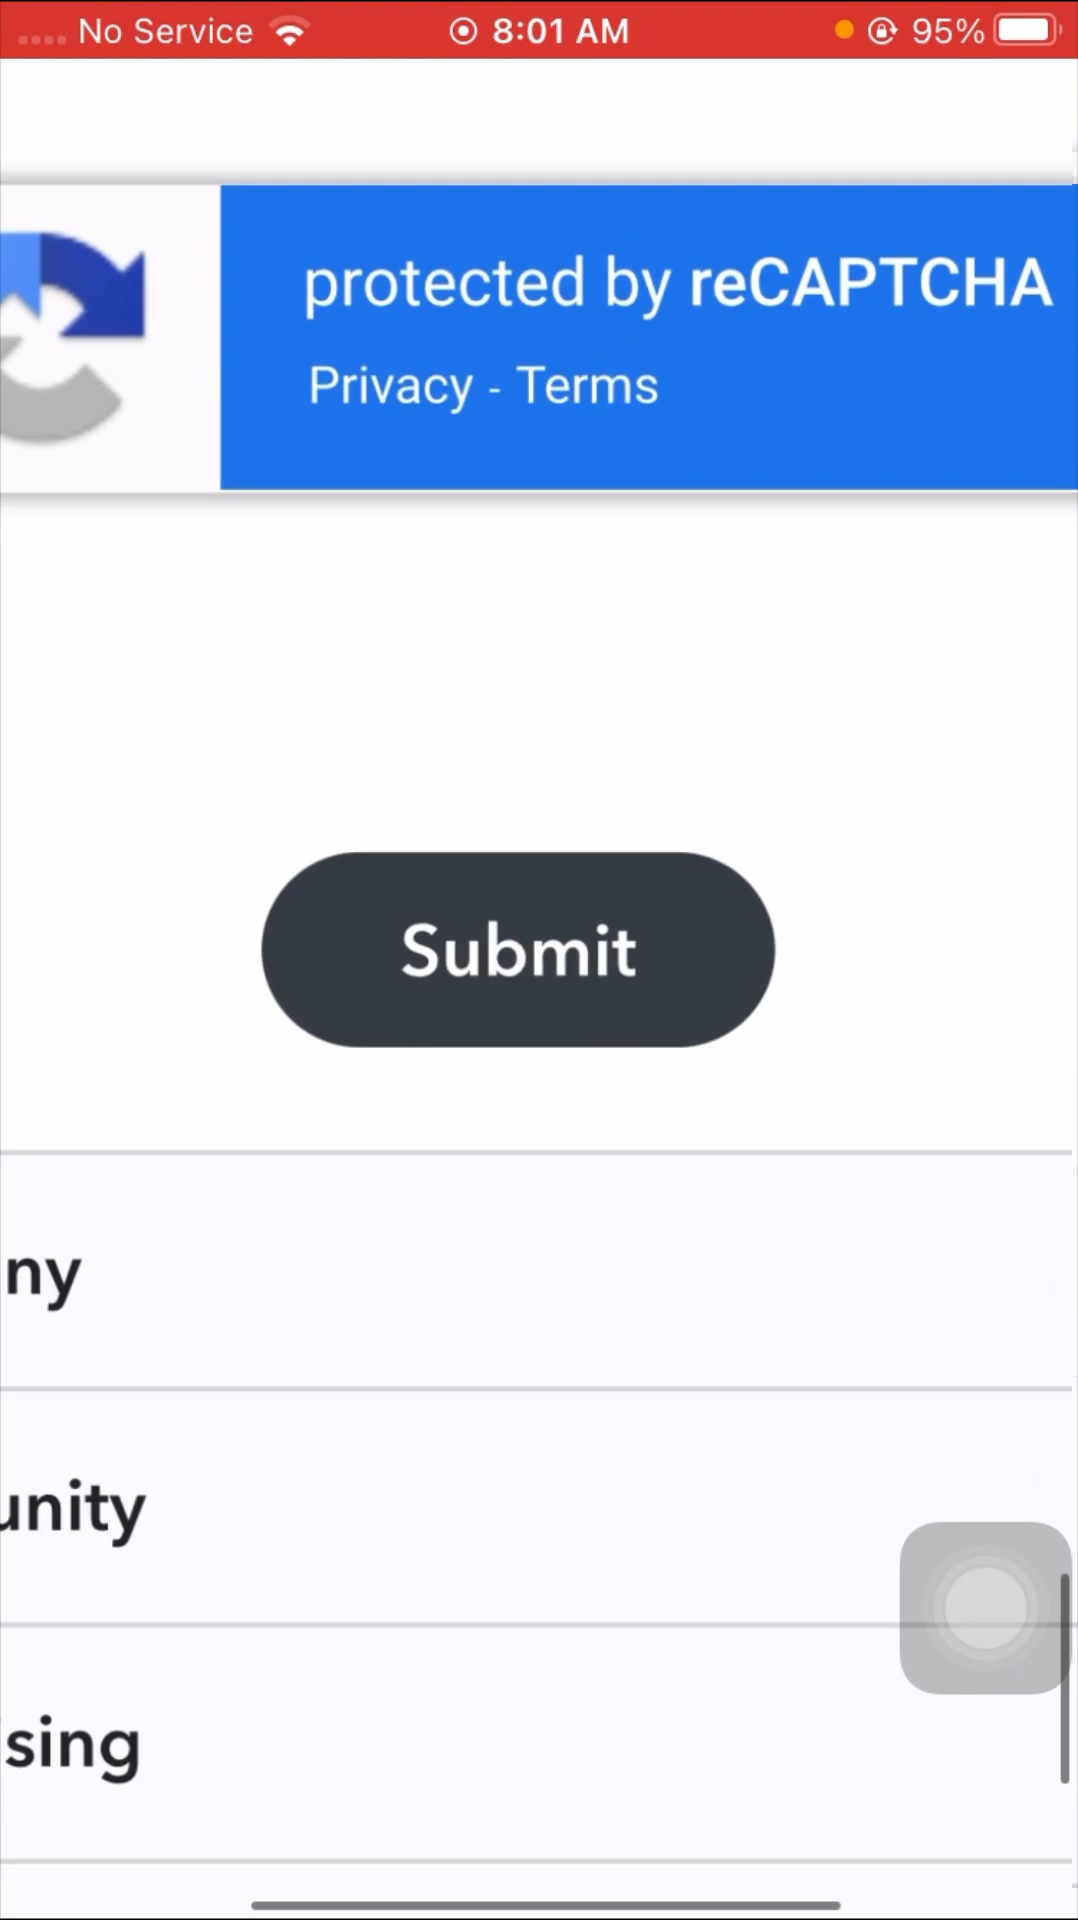 No Service 8:01 AM 95%
protected by reCAPTCHA
Privacy - Terms
Submit
ny
unity
sing